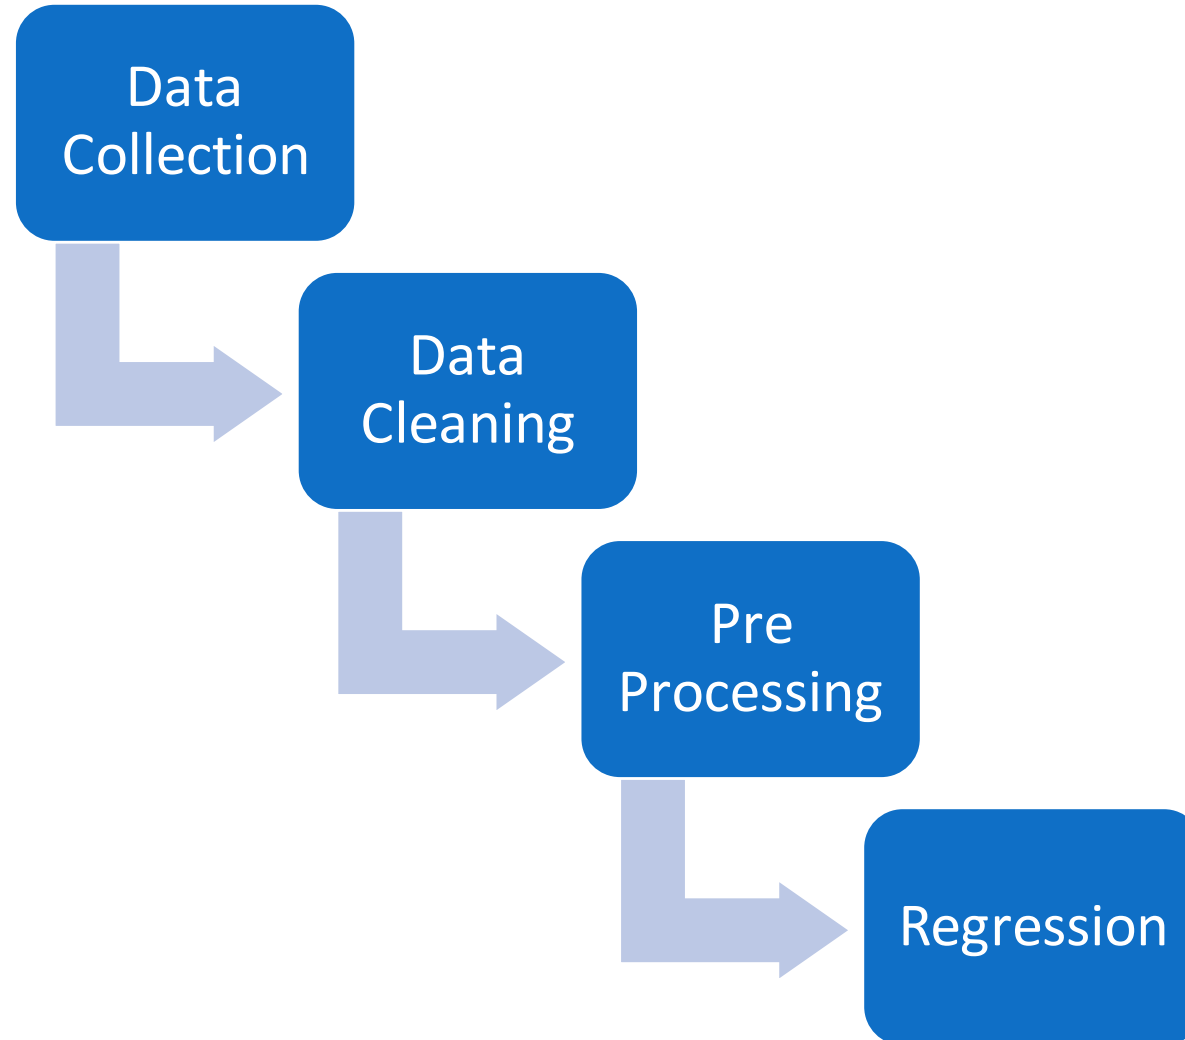 Data
Collection
Data
Cleaning
Pre
Processing
Regression